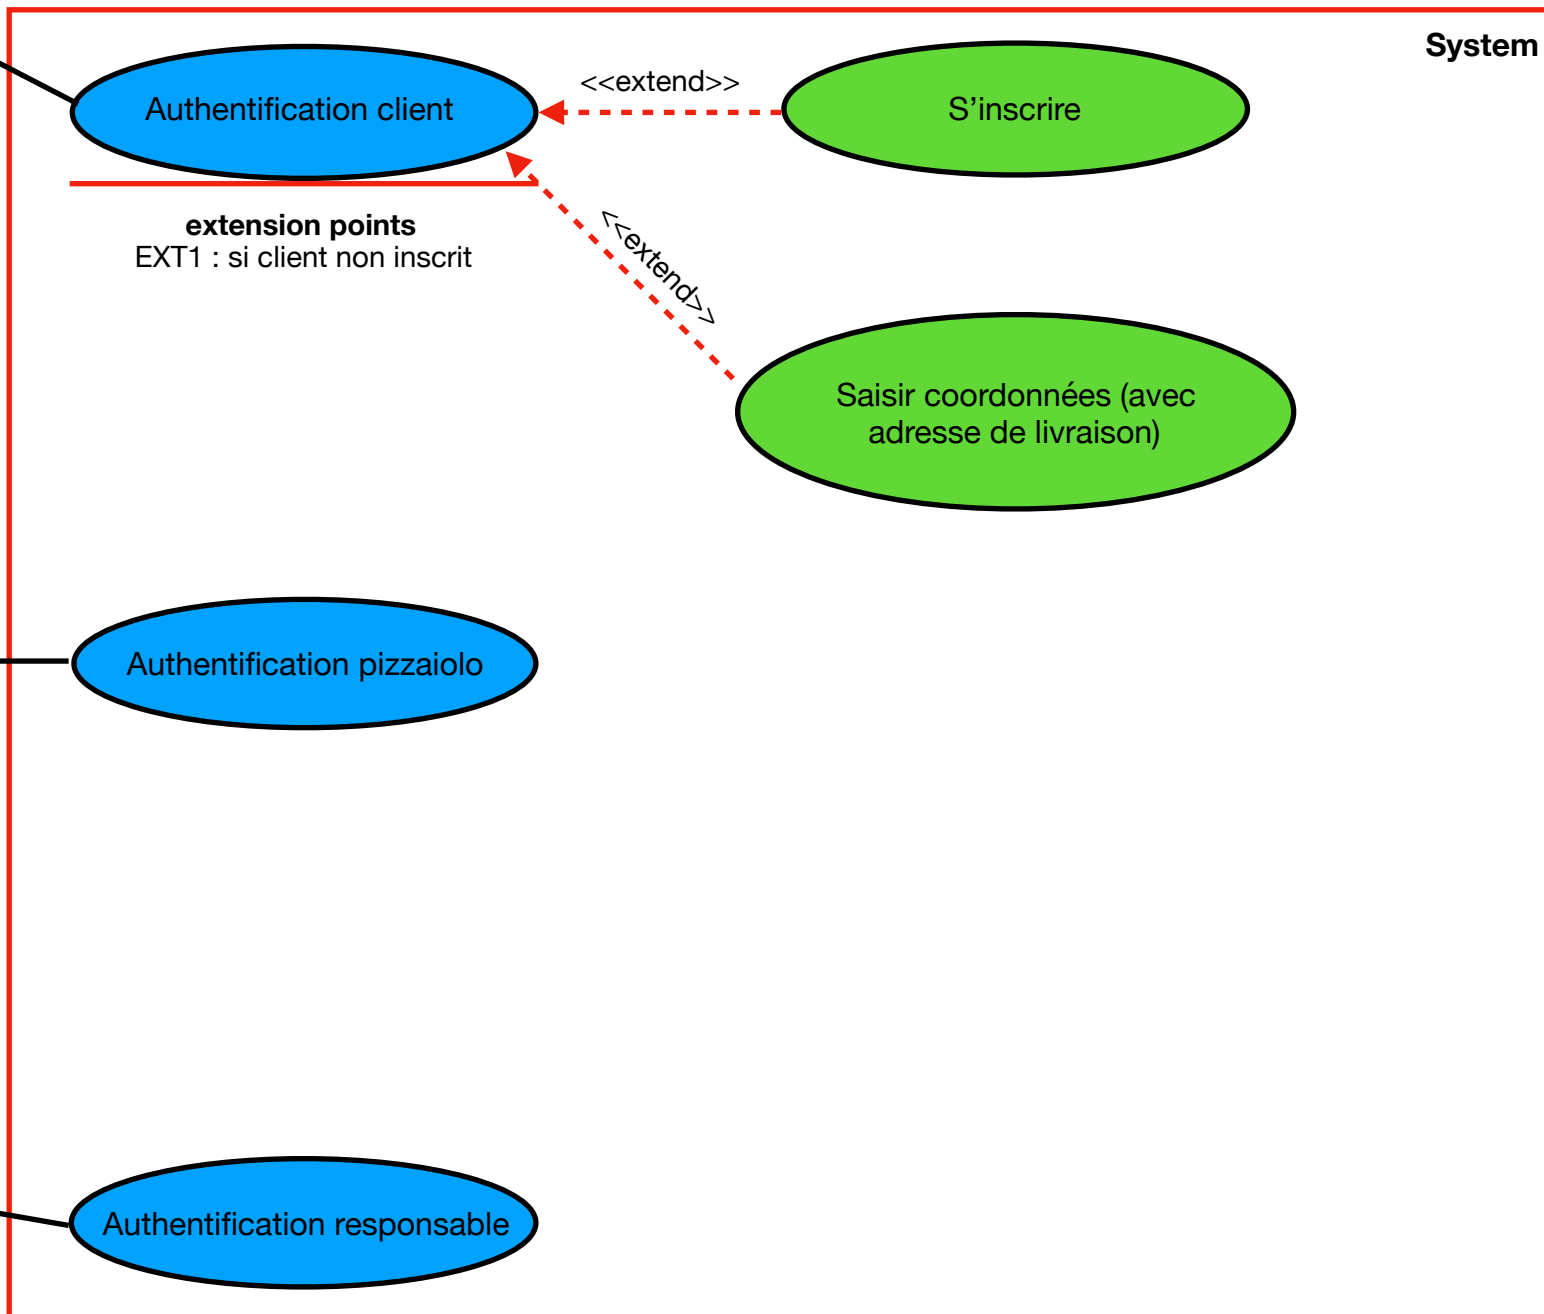 System
Authentification client
<<extend>>
S’inscrire
extension points
EXT1 : si client non inscrit
<<extend>>
Saisir coordonnées (avec
adresse de livraison)
Authentification pizzaiolo
Authentification responsable